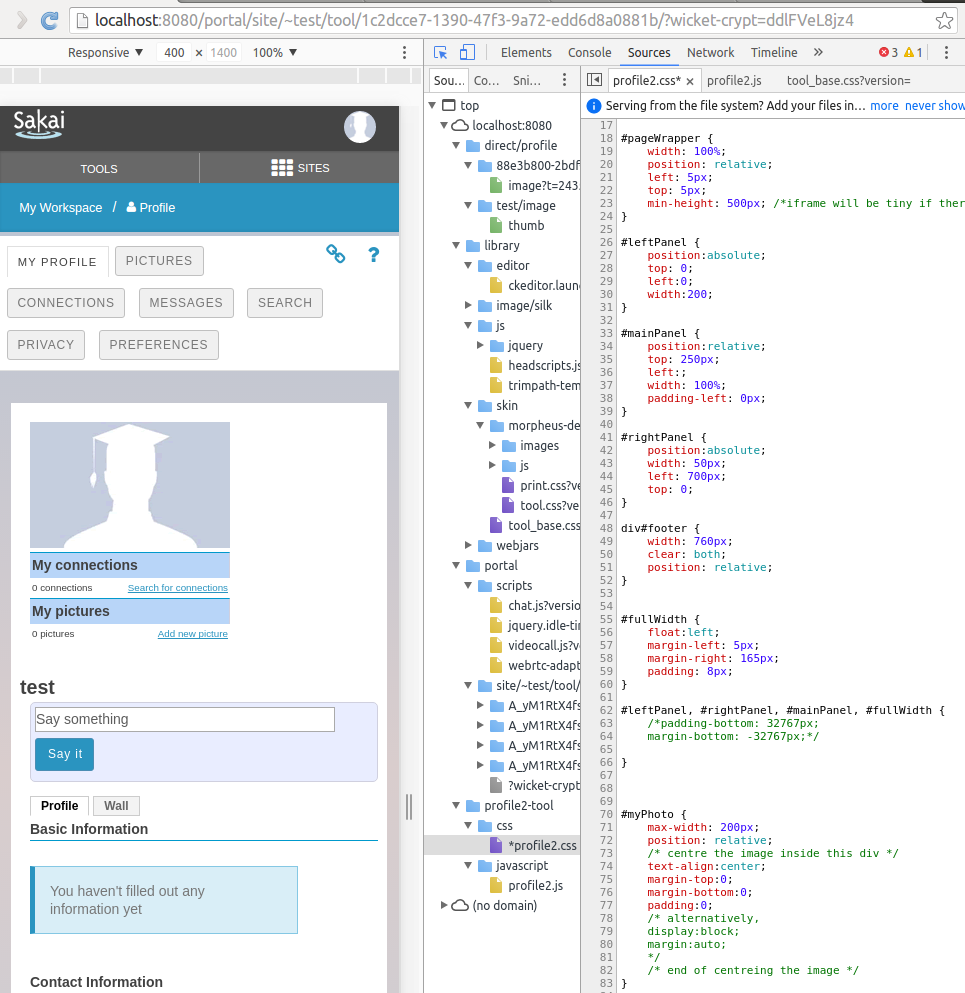 localhost:8080/portal/site/~test/tool/1c2dcce7-1390-47f3-9a72-edd6d8a0881b/?wicket-crypt=ddlFVeL8jz4
Responsive ▼ 400 × 1400 100% ▼
Elements Console Sources Network Timeline » 3 1
Sakai
TOOLS SITES
My Workspace / Profile
MY PROFILE PICTURES ?
CONNECTIONS MESSAGES SEARCH
PRIVACY PREFERENCES
My connections
0 connections Search for connections
My pictures
0 pictures Add new picture
test
Say something
Say it
Profile Wall
Basic Information
You haven't filled out any
information yet
Contact Information
Sou... Co... Sni...
top
localhost:8080
direct/profile
88e3b800-2bdf
image?t=243
test/image
thumb
library
editor
ckeditor.laun
image/silk
js
jquery
headscripts.js
trimpath-tem
skin
morpheus-de
images
js
print.css?ve
tool.css?ve
tool_base.css
webjars
portal
scripts
chat.js?versio
jquery.idle-tin
videocall.js?v
webrtc-adapt
site/~test/tool/
A_yM1RtX4fs
A_yM1RtX4fs
A_yM1RtX4fs
A_yM1RtX4fs
?wicket-crypt
profile2-tool
css
*profile2.css
javascript
profile2.js
(no domain)
profile2.css* × profile2.js tool_base.css?version=
Serving from the file system? Add your files in... more never show
17
18 #pageWrapper {
19 width: 100%;
20 position: relative;
21 left: 5px;
22 top: 5px;
23 min-height: 500px; /*iframe will be tiny if ther
24 }
25
26 #leftPanel {
27 position:absolute;
28 top: 0;
29 left:0;
30 width:200;
31 }
32
33 #mainPanel {
34 position:relative;
35 top: 250px;
36 left:;
37 width: 100%;
38 padding-left: 0px;
39 }
40
41 #rightPanel {
42 position:absolute;
43 width: 50px;
44 left: 700px;
45 top: 0;
46 }
47
48 div#footer {
49 width: 760px;
50 clear: both;
51 position: relative;
52 }
53
54
55 #fullWidth {
56 float:left;
57 margin-left: 5px;
58 margin-right: 165px;
59 padding: 8px;
60 }
61
62 #leftPanel, #rightPanel, #mainPanel, #fullWidth {
63 /*padding-bottom: 32767px;
64 margin-bottom: -32767px;*/
65
66 }
67
68
69
70 #myPhoto {
71 max-width: 200px;
72 position: relative;
73 /* centre the image inside this div */
74 text-align:center;
75 margin-top:0;
76 margin-bottom:0;
77 padding:0;
78 /* alternatively,
79 display:block;
80 margin:auto;
81 */
82 /* end of centreing the image */
83 }